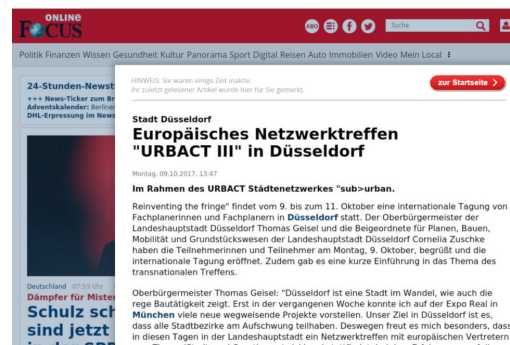 ONLINE
FOCUS
ABO
Suche
Politik Finanzen Wissen Gesundheit Kultur Panorama Sport Digital Reisen Auto Immobilien Video Mein Local
24-Stunden-Newst
+++ News-Ticker zum Br
Adventskalender: Berliner
DHL-Erpressung im News
HINWEIS: Sie waren einige Zeit inaktiv.
Ihr zuletzt gelesener Artikel wurde hier für Sie gemerkt.
zur Startseite
Stadt Düsseldorf
Europäisches Netzwerktreffen
"URBACT III" in Düsseldorf
Montag, 09.10.2017, 13:47
Im Rahmen des URBACT Städtenetzwerkes "sub>urban.
Reinventing the fringe" findet vom 9. bis zum 11. Oktober eine internationale Tagung von
Fachplanerinnen und Fachplanern in Düsseldorf statt. Der Oberbürgermeister der
Landeshauptstadt Düsseldorf Thomas Geisel und die Beigeordnete für Planen, Bauen,
Mobilität und Grundstückswesen der Landeshauptstadt Düsseldorf Cornelia Zuschke
haben die Teilnehmerinnen und Teilnehmer am Montag, 9. Oktober, begrüßt und die
internationale Tagung eröffnet. Zudem gab es eine kurze Einführung in das Thema des
transnationalen Treffens.
Oberbürgermeister Thomas Geisel: "Düsseldorf ist eine Stadt im Wandel, wie auch die
rege Bautätigkeit zeigt. Erst in der vergangenen Woche konnte ich auf der Expo Real in
München viele neue wegweisende Projekte vorstellen. Unser Ziel in Düsseldorf ist es,
dass alle Stadtbezirke am Aufschwung teilhaben. Deswegen freut es mich besonders, dass
in diesen Tagen in der Landeshauptstadt ein Netzwerktreffen mit europäischen Vertretern
Deutschland 07:53 Uhr
Dämpfer für Mister
Schulz sch
sind jetzt